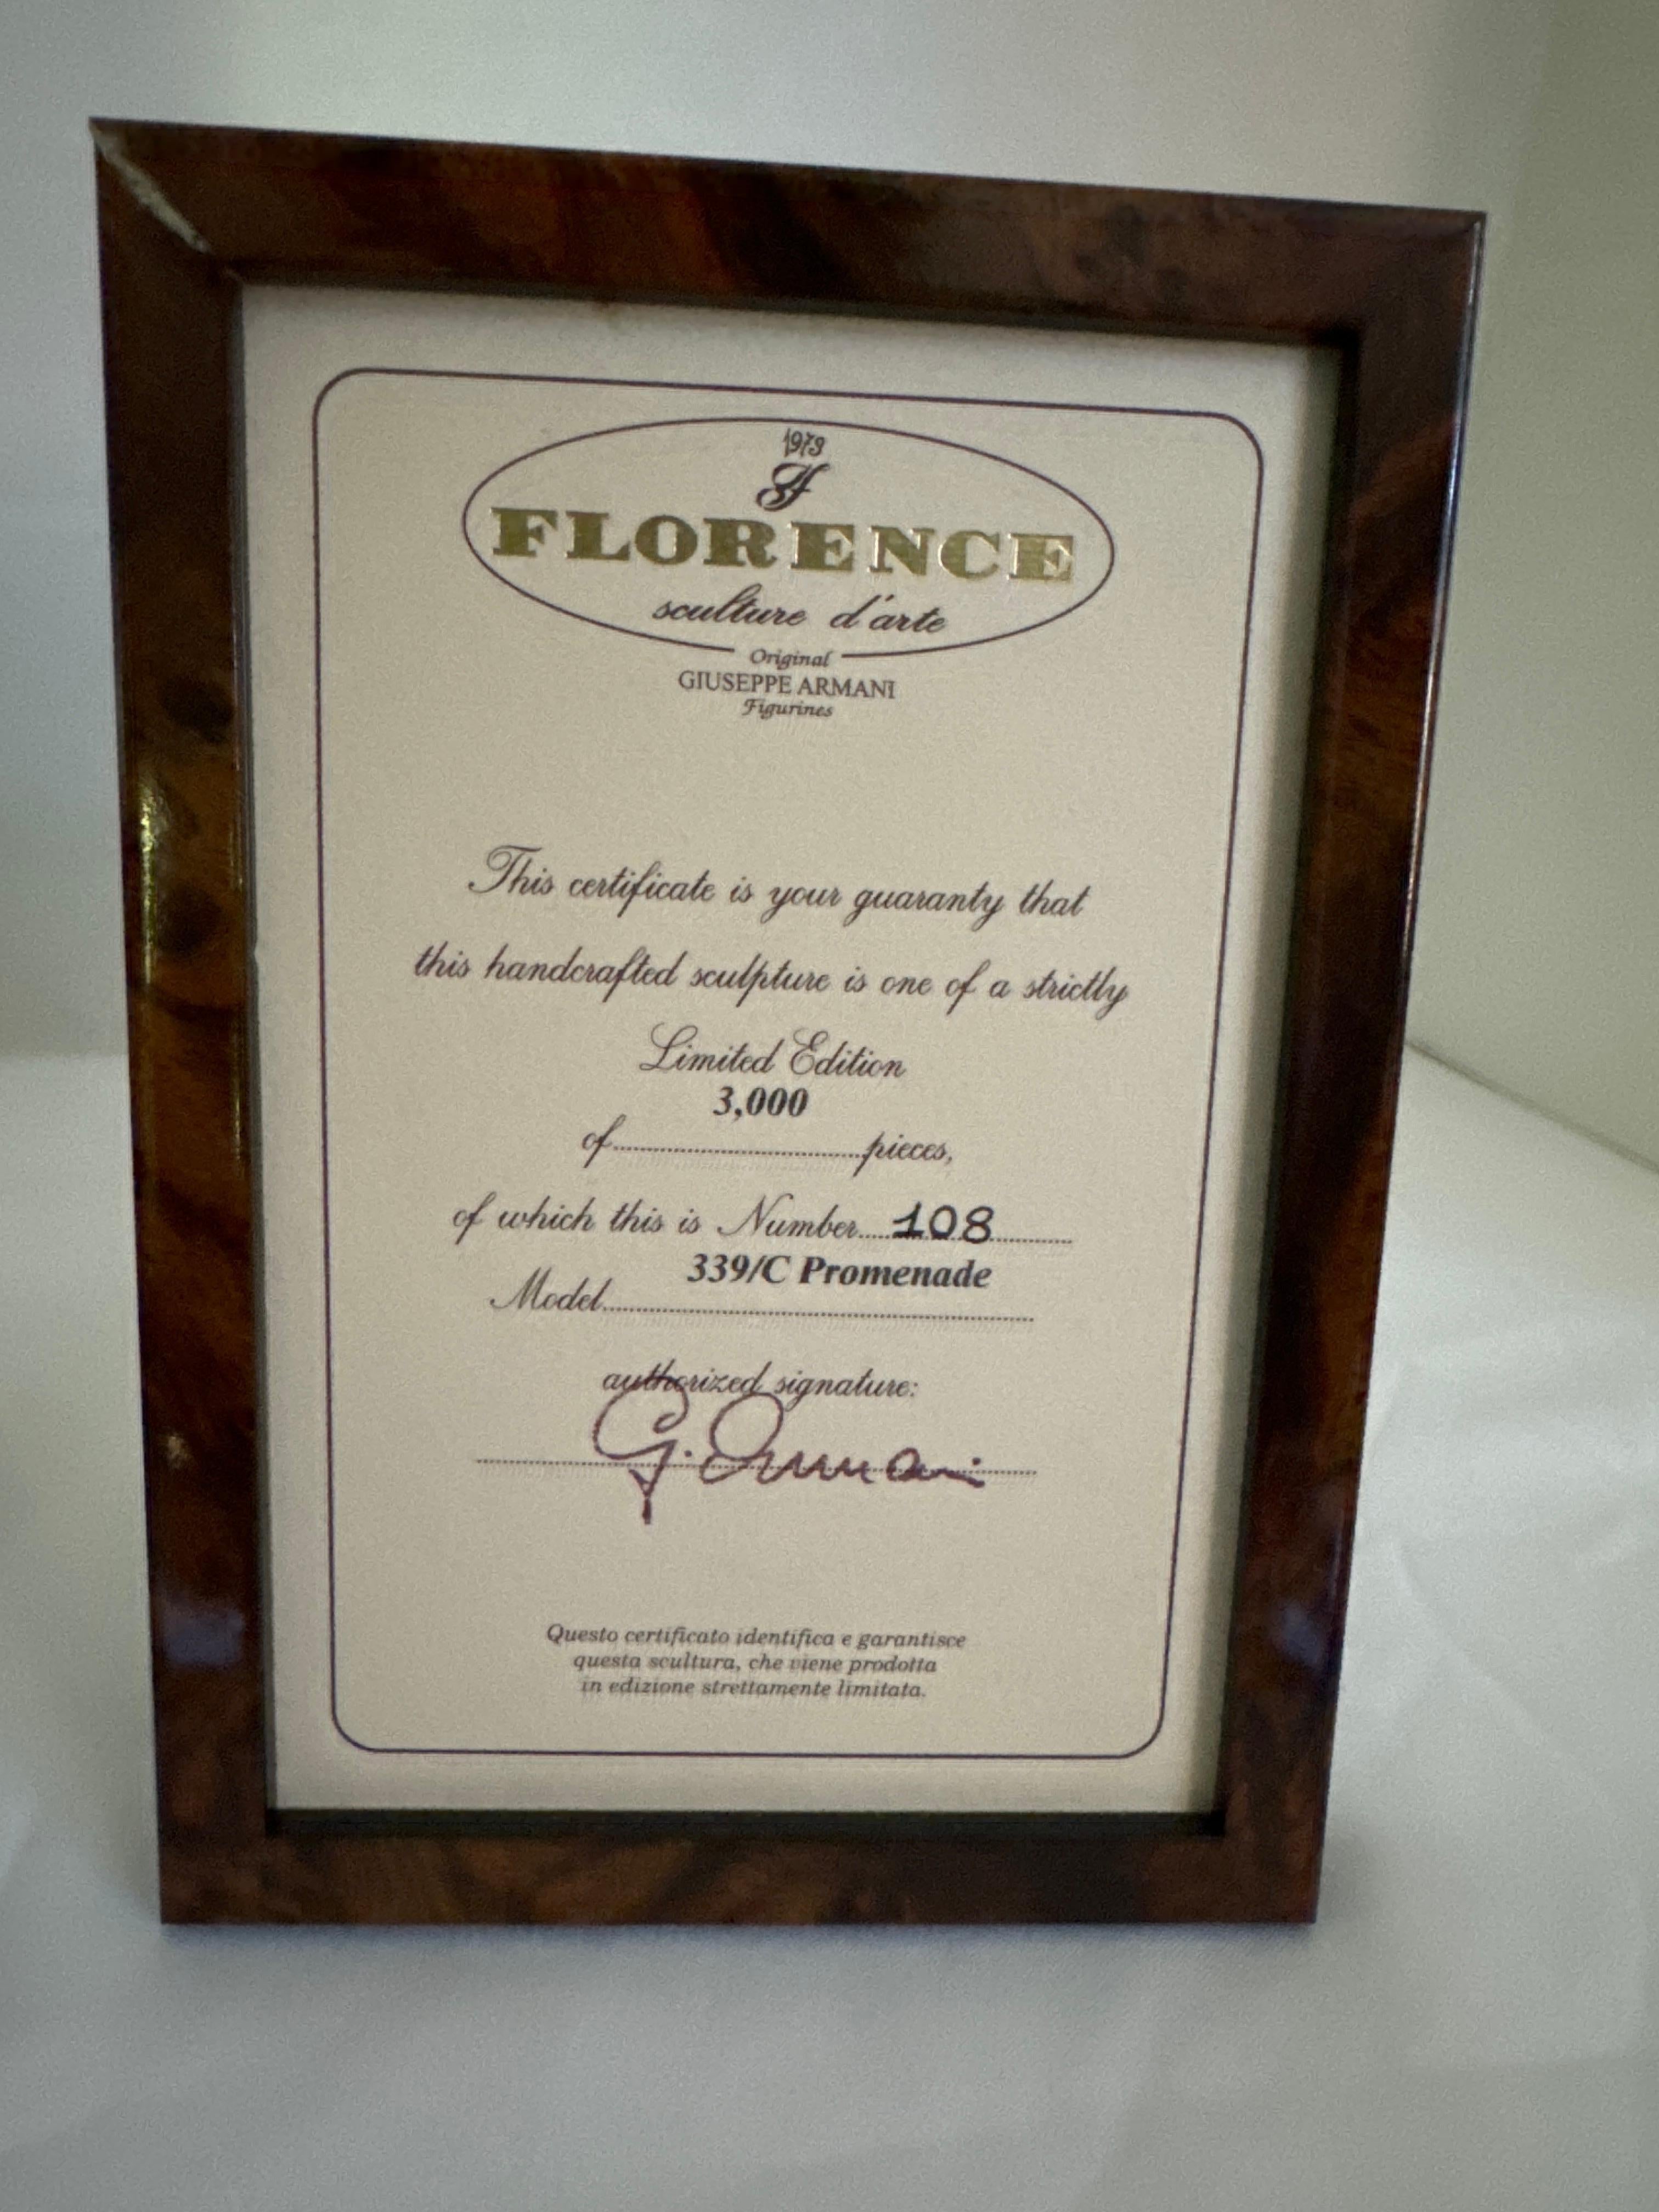 1973
FLORENCE
sculture d'arte
Original
GIUSEPPE ARMANI
Figurines
This certificate is your guaranty that
this handcrafted sculpture is one of a strictly
Limited Edition
3,000
of..............................pieces,
of which this is Number....108..........
339/C Promenade
Model......................................................
authorized signature:
G. Armani
Questo certificato identifica e garantisce
questa scultura, che viene prodotta
in edizione strettamente limitata.